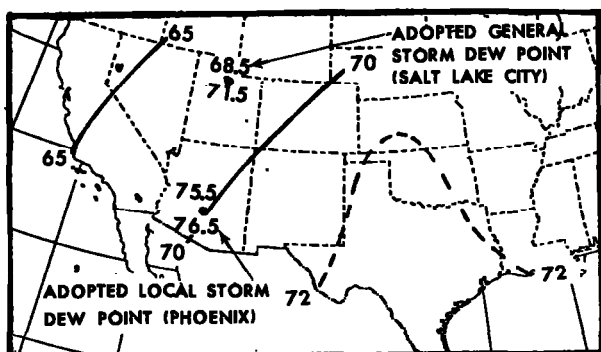 65
ADOPTED GENERAL
STORM DEW POINT
(SALT LAKE CITY)
68.5
71.5
70
65
75.5
76.5
70
72
72
ADOPTED LOCAL STORM
DEW POINT (PHOENIX)